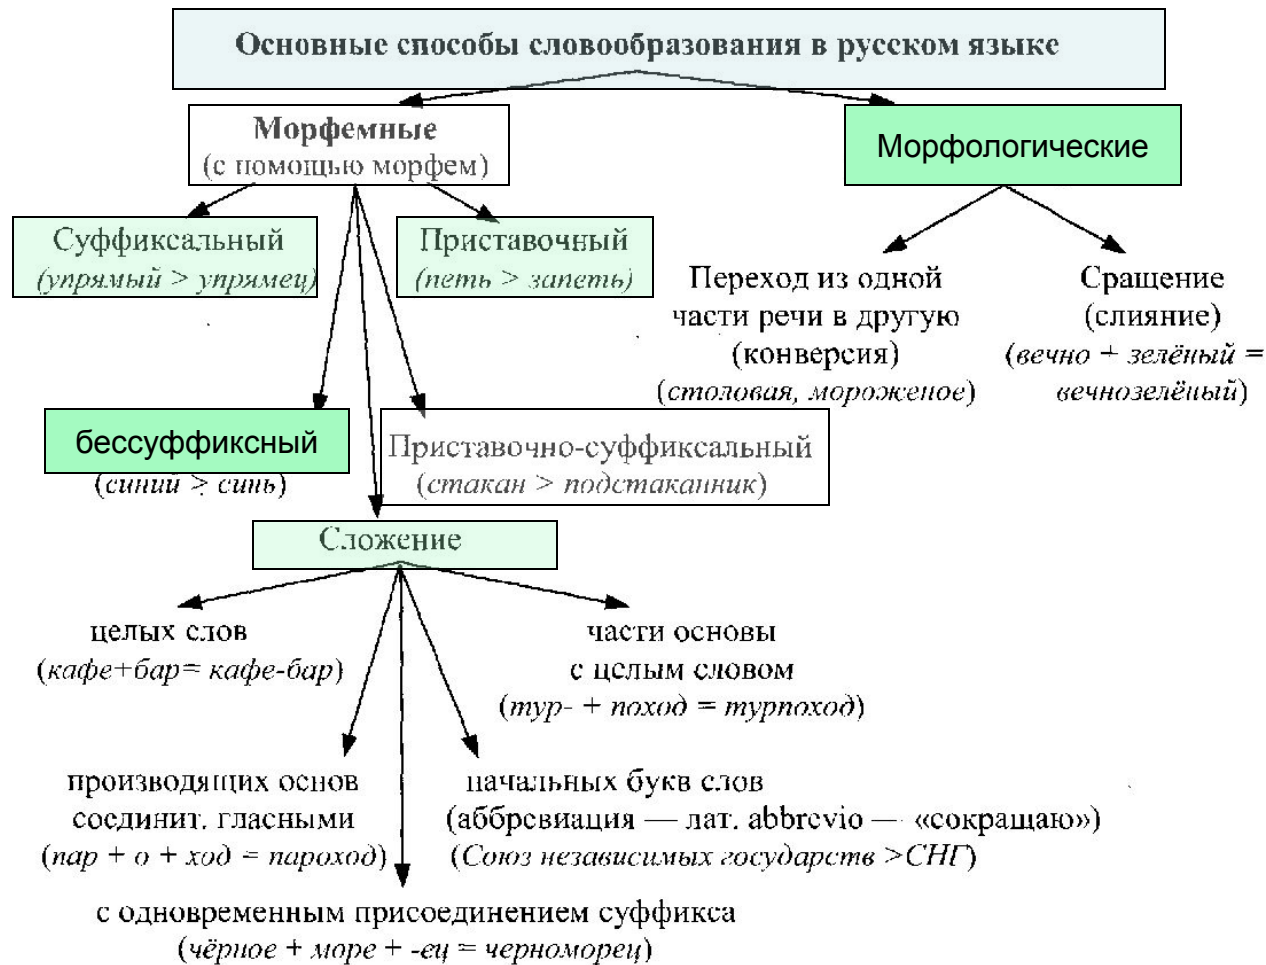 Основные способы словообразования в русском языке
Морфемные
(с помощью морфем)
Морфологические
Суффиксальный
(упрямый > упрямец)
Приставочный
(петь > запеть)
Переход из одной
части речи в другую
(конверсия)
(столовая, мороженое)
Сращение
(слияние)
(вечно + зелёный =
вечнозелёный)
бессуффиксный
(синий > синь)
Приставочно-суффиксальный
(стакан > подстаканник)
Сложение
целых слов
(кафе+бар= кафе-бар)
части основы
с целым словом
(тур- + поход = турпоход)
производящих основ
соединит. гласными
(пар + о + ход = пароход)
начальных букв слов
(аббревиация — лат. abbrevio — «сокращаю»)
(Союз независимых государств >СНГ)
с одновременным присоединением суффикса
(чёрное + море + -ец = черноморец)